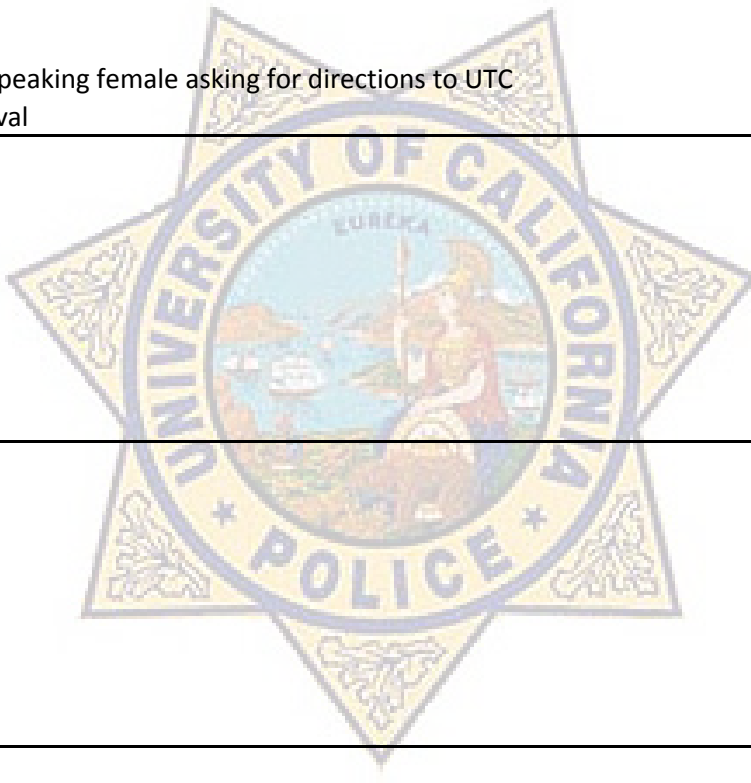 peaking female asking for directions to UTC
val
UNIVERSITY OF CALIFORNIA
EUREKA
POLICE